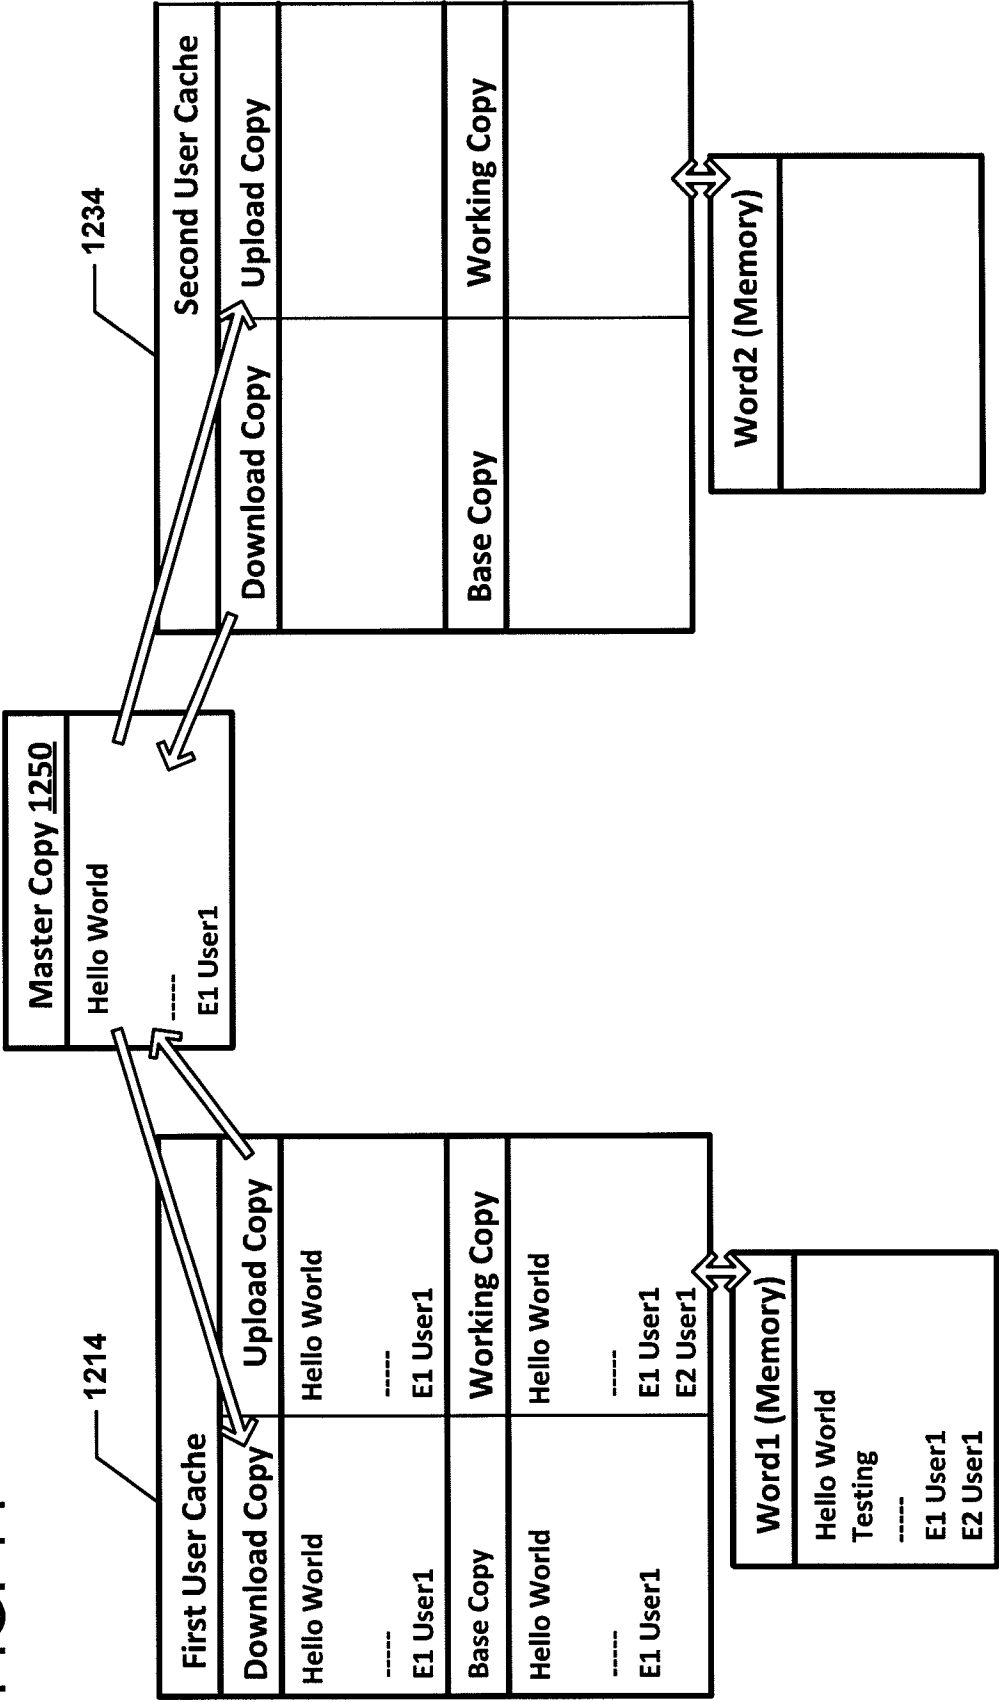 Master Copy 1250
Hello World
-----
E1 User1
1214
First User Cache
Download Copy
Upload Copy
Hello World
-----
E1 User1
Hello World
-----
E1 User1
Base Copy
Working Copy
Hello World
-----
E1 User1
Hello World
-----
E1 User1
E2 User1
Word1 (Memory)
Hello World
Testing
-----
E1 User1
E2 User1
1234
Second User Cache
Download Copy
Upload Copy
Base Copy
Working Copy
Word2 (Memory)